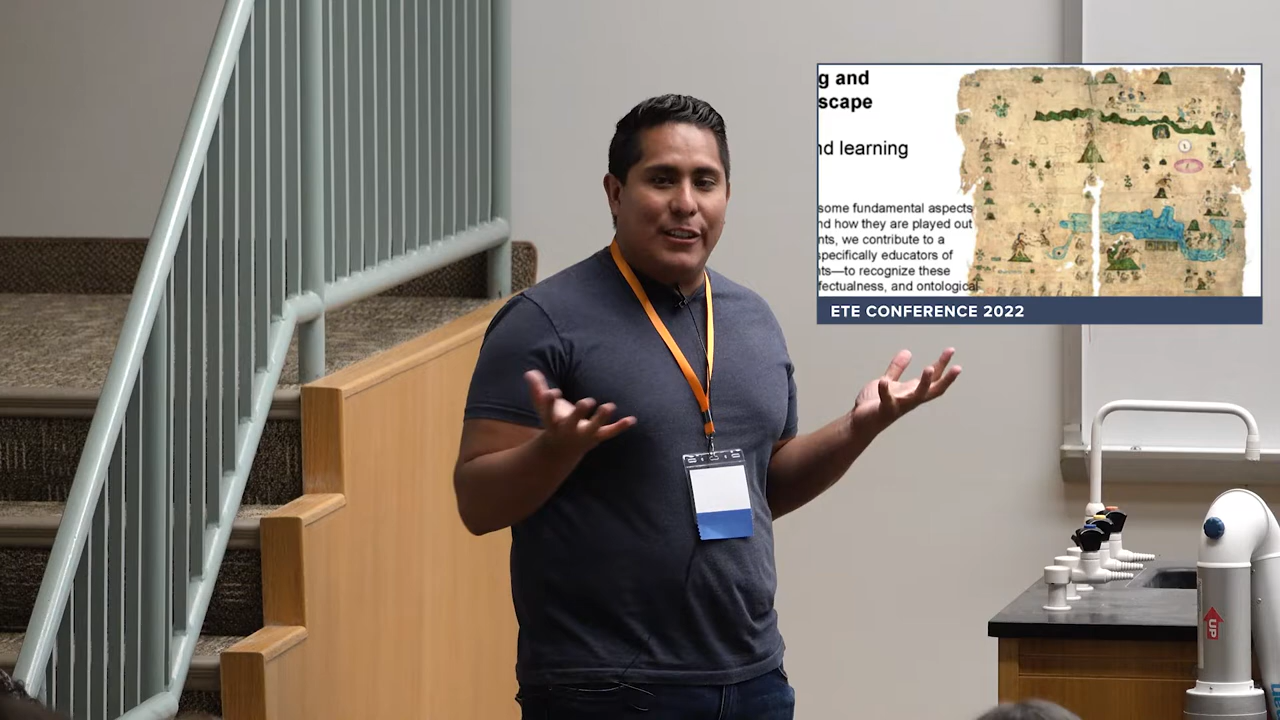 g and
scape
nd learning
some fundamental aspects
nd how they are played out
nts, we contribute to a
specifically educators of
nts—to recognize these
fectualness, and ontological
ETE CONFERENCE 2022
UP